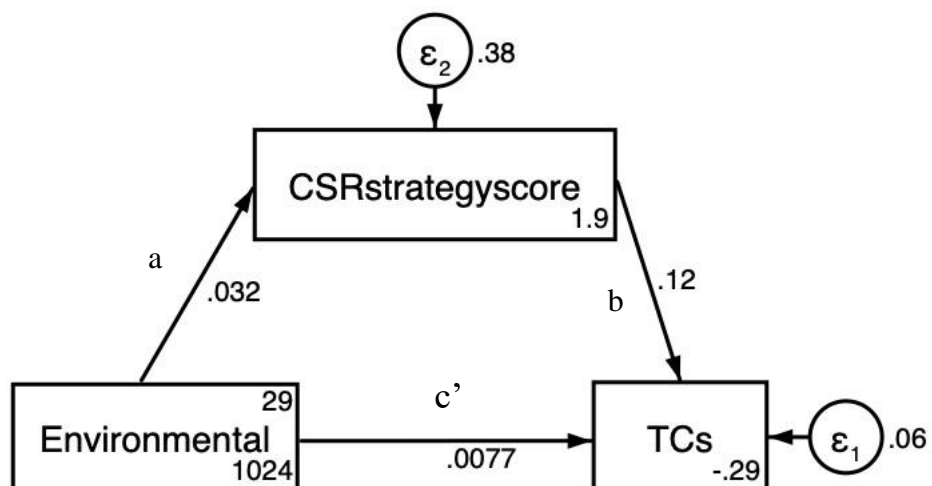 ε₂ .38
CSRstrategyscore
1.9
a
.032
.12
b
29
Environmental
1024
c’
.0077
TCs
-.29
ε₁ .06